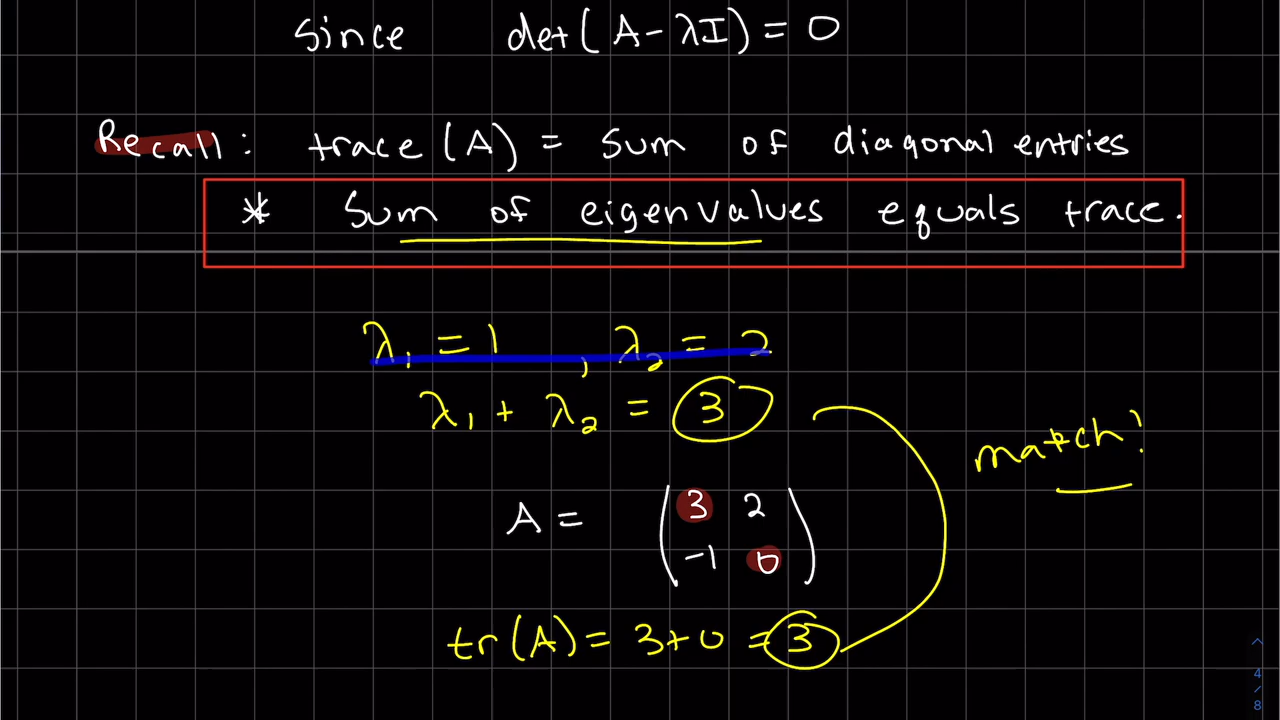 Since det(A-λI)=0
Recall: trace(A) = sum of diagonal entries
* Sum of eigenvalues equals trace.
λ₁ = 1 , λ₂ = 2
λ₁ + λ₂ = 3
match!
A = (3 2
-1 0)
tr(A) = 3+0 = 3
^
4
/
8